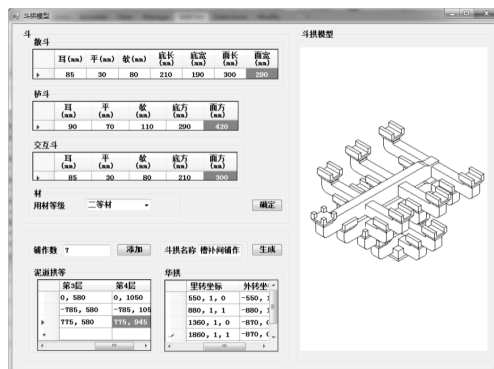 斗拱模型
斗
散斗
耳(mm) 平(mm) 欹(mm) 底长(mm) 底宽(mm) 面长(mm) 面宽(mm)
85 30 80 210 190 300 290
栌斗
耳(mm) 平(mm) 欹(mm) 底方(mm) 面方(mm)
90 70 110 290 420
交互斗
耳(mm) 平(mm) 欹(mm) 底方(mm) 面方(mm)
85 30 80 210 300
材
用材等级 二等材
确定
铺作数 7 添加
斗拱名称 槽补间铺作 生成
泥道拱等
第3层 第4层
0, 580 0, 1050
-785, 580 -785, 105
775, 580 775, 945
华拱
里转坐标 外转坐
550, 1, 0 -550, 1
880, 1, 1 -880, 1
1360, 1, 0 -870, (
1860, 1, 1 -870, (
斗拱模型